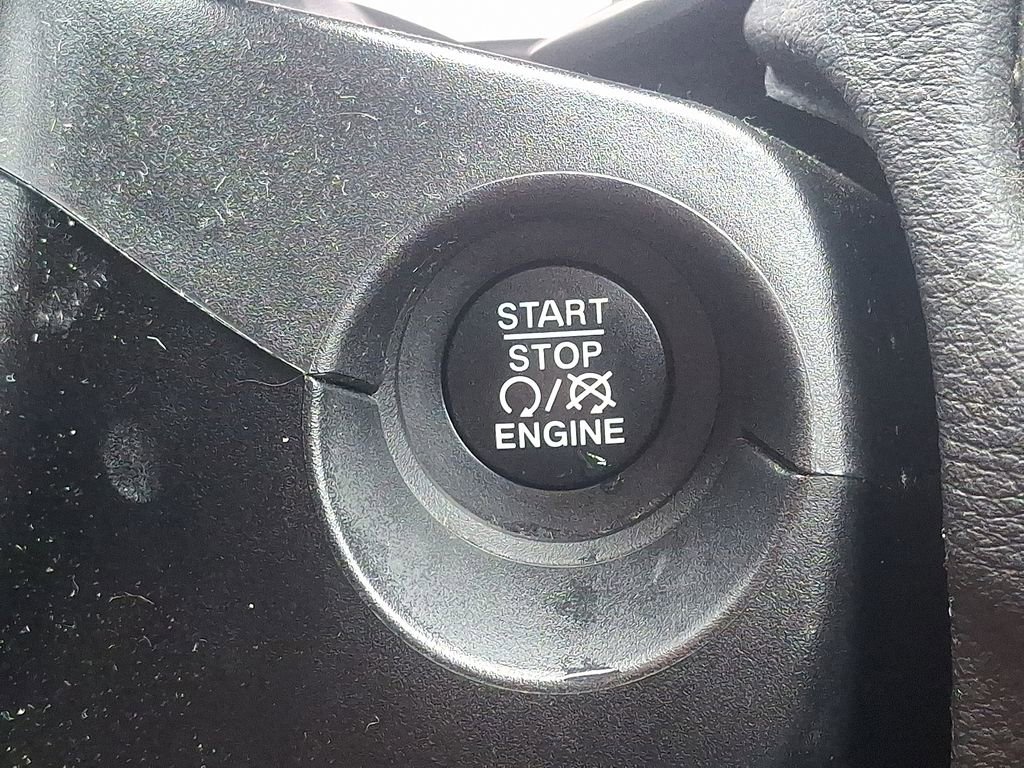 START
STOP
/
ENGINE